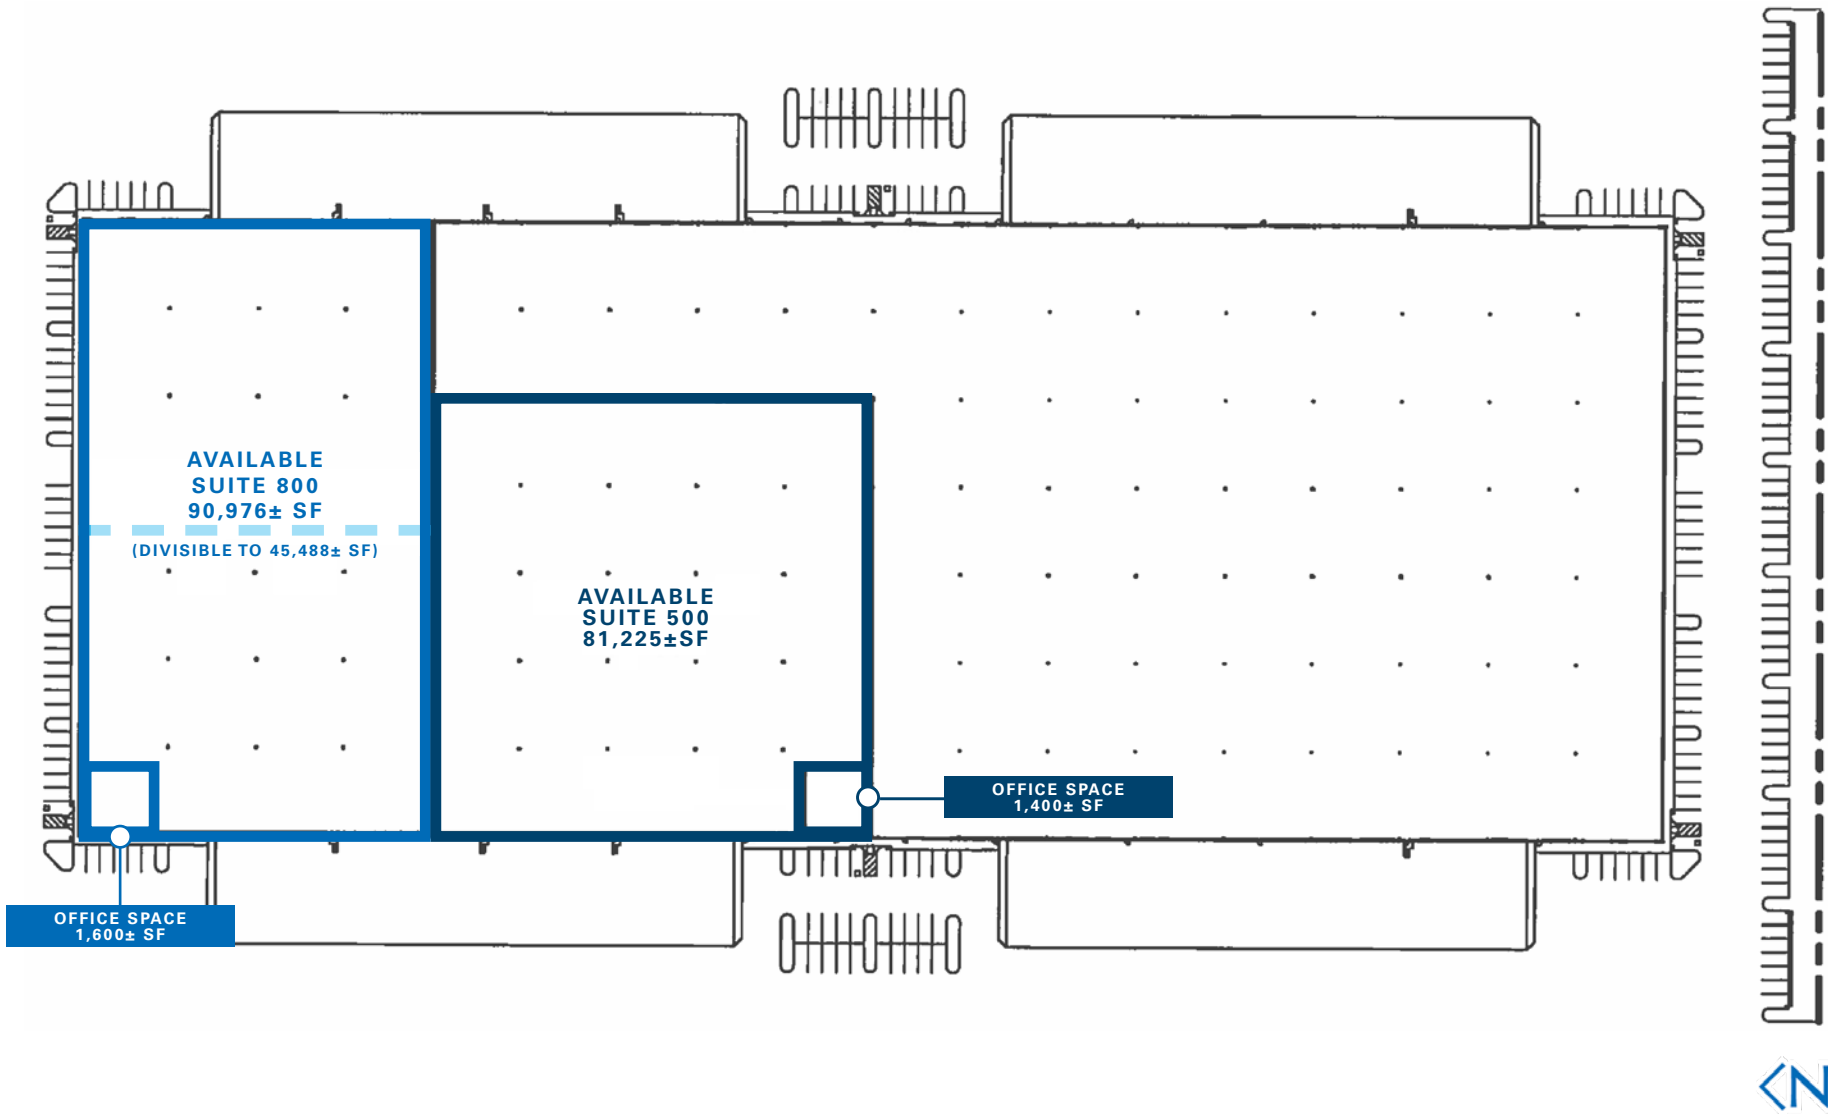 AVAILABLE
SUITE 800
90,976± SF
(DIVISIBLE TO 45,488± SF)
AVAILABLE
SUITE 500
81,225±SF
OFFICE SPACE
1,400± SF
OFFICE SPACE
1,600± SF
N